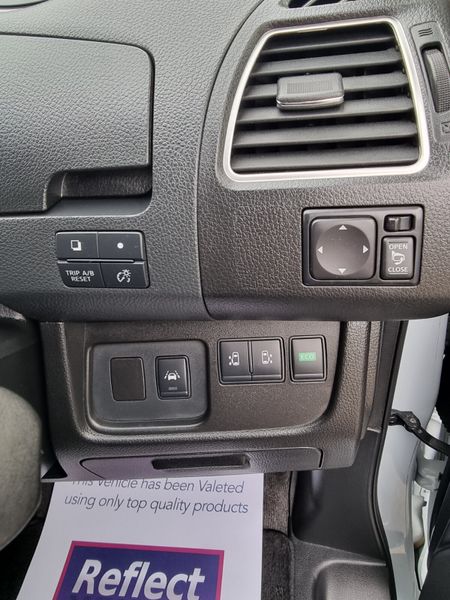 OPEN
CLOSE
TRIP A/B
RESET
ECO
This Vehicle has been Valeted
using only top quality products
Reflect